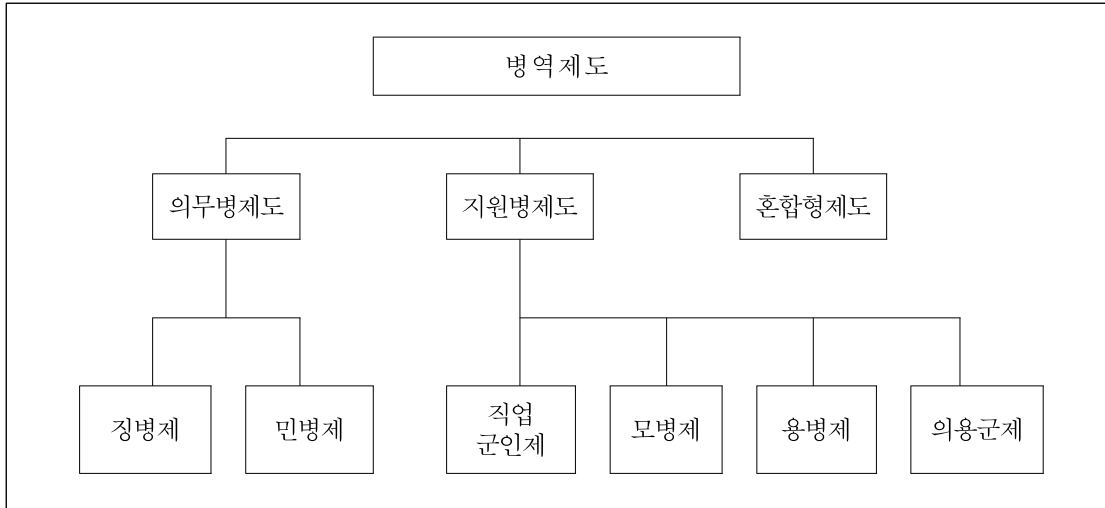 병역제도
의무병제도
지원병제도
혼합형제도
징병제
민병제
직업
군인제
모병제
용병제
의용군제